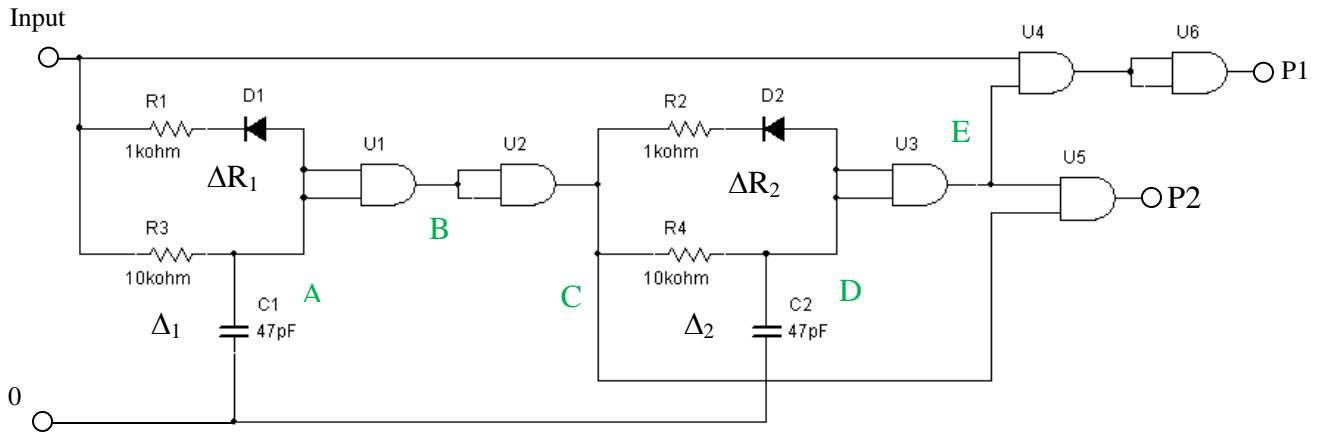 Input
U4
U6
P1
R1
D1
R2
D2
1kohm
1kohm
E
U1
U2
U3
U5
ΔR1
ΔR2
P2
B
R3
R4
10kohm
10kohm
A
C
D
C1
C2
Δ1
47pF
Δ2
47pF
0